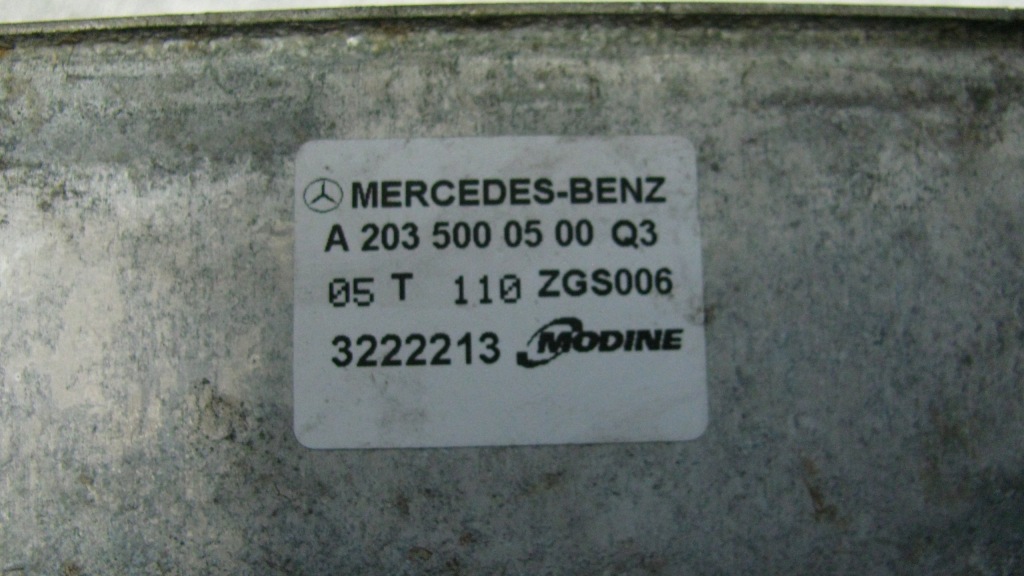 MERCEDES-BENZ
A 203 500 05 00 Q3
05 T 110 ZGS006
3222213 MODINE